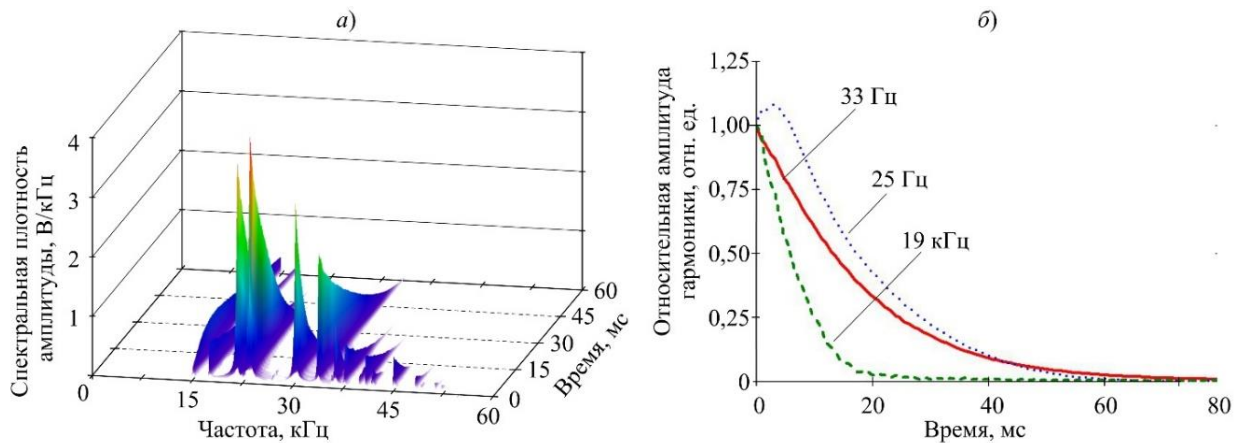 а)
Спектральная плотность
амплитуды, В/кГц
4
3
2
1
0
15
30
45
60
Частота, кГц
0
15
30
45
60
Время, мс
б)
Относительная амплитуда
гармоники, отн. ед.
1,25
1,00
0,75
0,50
0,25
0
33 Гц
25 Гц
19 кГц
0
20
40
60
80
Время, мс